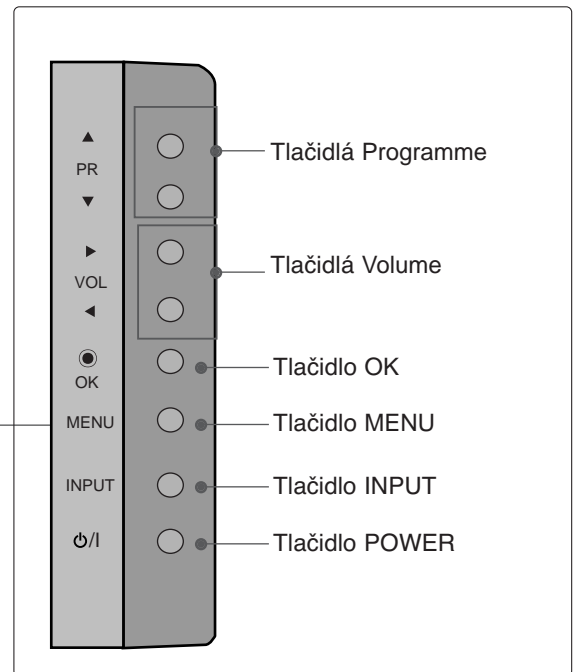 ▲
PR
▼
Tlačidlá Programme
►
VOL
◄
Tlačidlá Volume
OK
Tlačidlo OK
MENU
Tlačidlo MENU
INPUT
Tlačidlo INPUT
⏻/I
Tlačidlo POWER